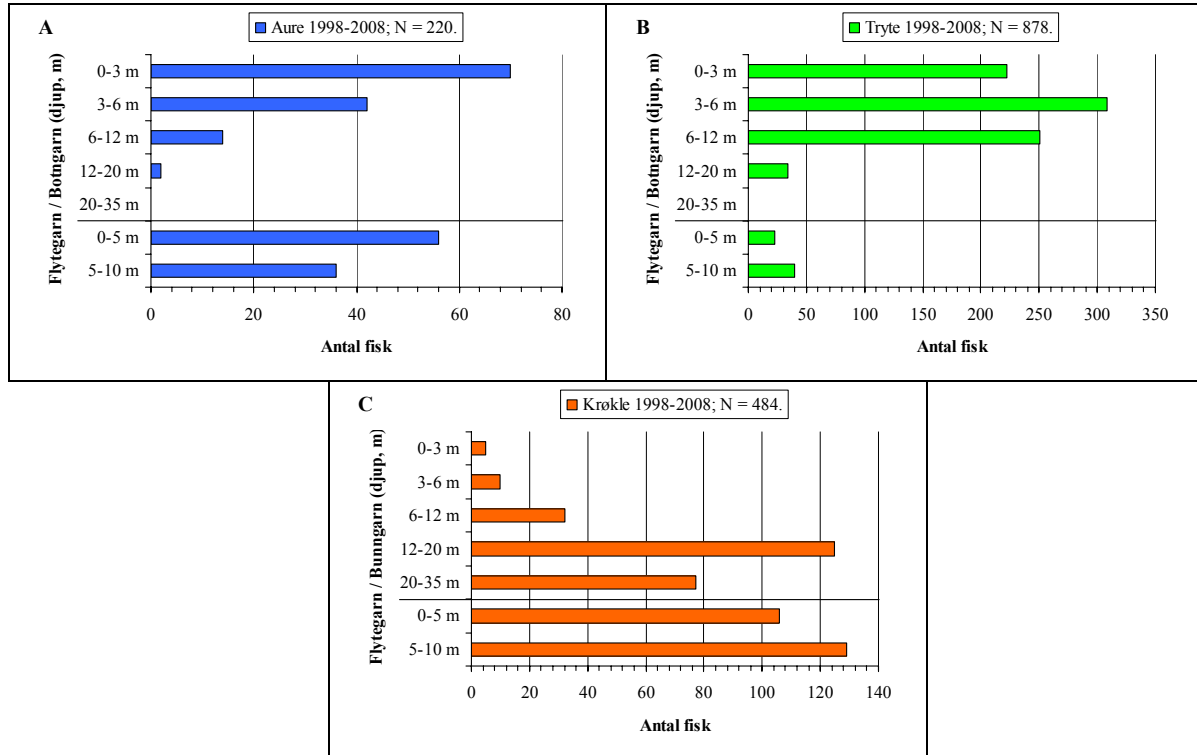 A
Aure 1998-2008; N = 220.
Flytegarn / Botngarn (djup, m)
0-3 m
3-6 m
6-12 m
12-20 m
20-35 m
0-5 m
5-10 m
0 20 40 60 80
Antal fisk
B
Tryte 1998-2008; N = 878.
Flytegarn / Botngarn (djup, m)
0-3 m
3-6 m
6-12 m
12-20 m
20-35 m
0-5 m
5-10 m
0 50 100 150 200 250 300 350
Antal fisk
C
Krøkle 1998-2008; N = 484.
Flytegarn / Bunngarn (djup, m)
0-3 m
3-6 m
6-12 m
12-20 m
20-35 m
0-5 m
5-10 m
0 20 40 60 80 100 120 140
Antal fisk